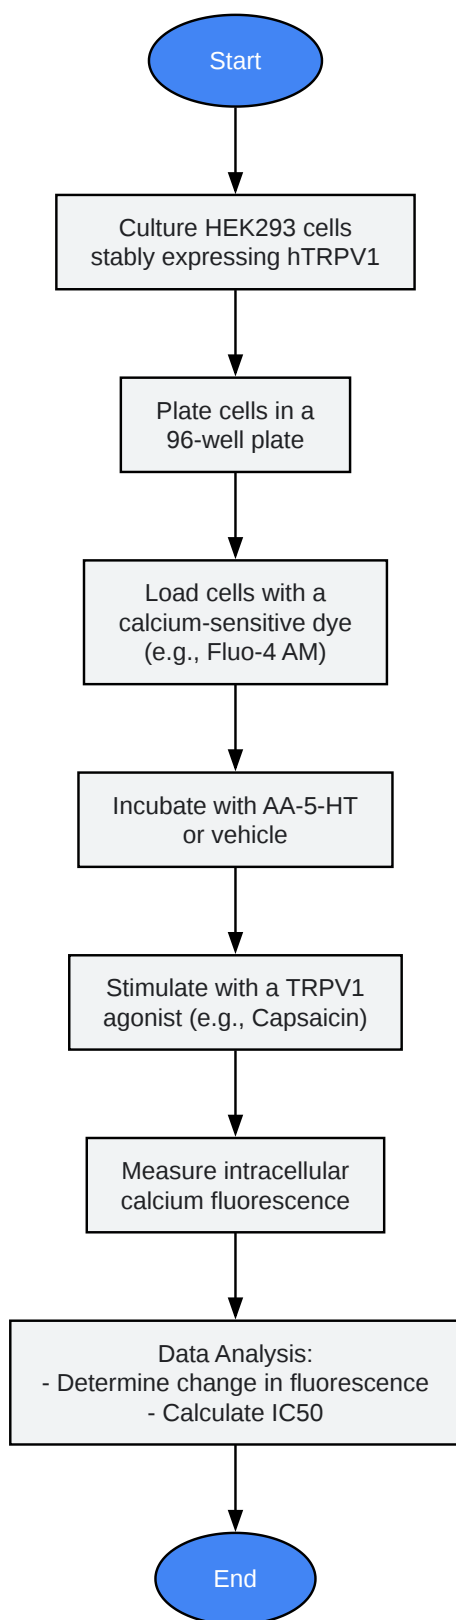 Start
Culture HEK293 cells
stably expressing hTRPV1
Plate cells in a
96-well plate
Load cells with a
calcium-sensitive dye
(e.g., Fluo-4 AM)
Incubate with AA-5-HT
or vehicle
Stimulate with a TRPV1
agonist (e.g., Capsaicin)
Measure intracellular
calcium fluorescence
Data Analysis:
- Determine change in fluorescence
- Calculate IC50
End